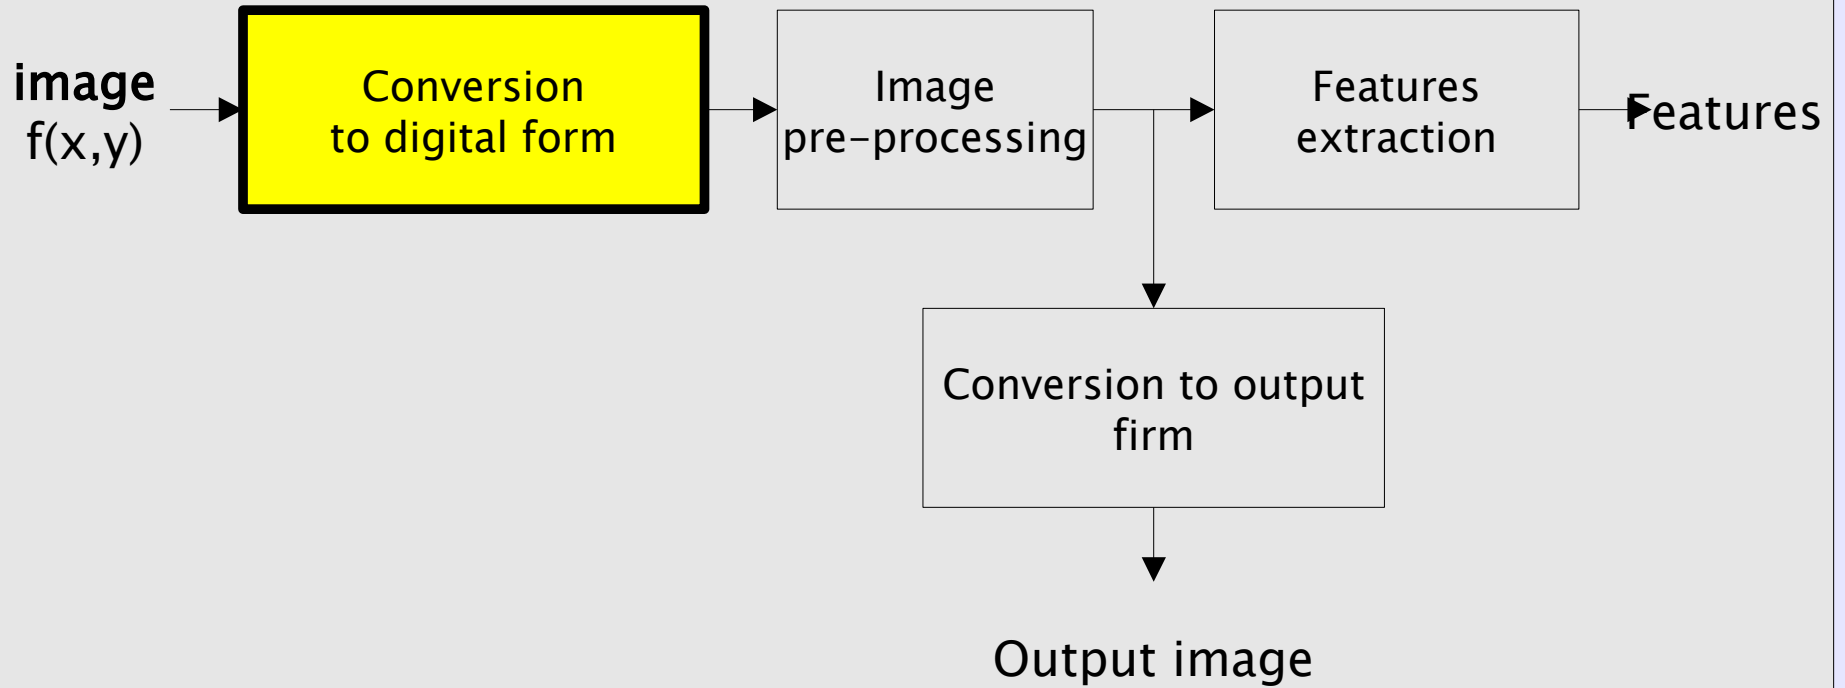 image
f(x,y)
Conversion
to digital form
Image
pre-processing
Features
extraction
Features
Conversion to output
firm
Output image